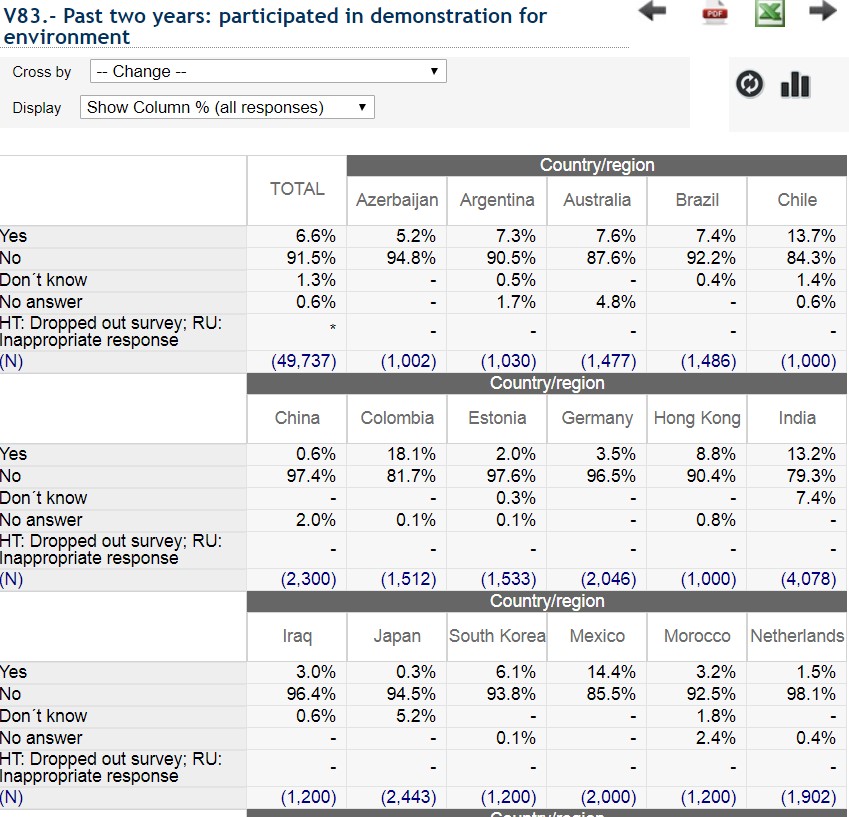 V83.- Past two years: participated in demonstration for
environment
PDF
Cross by -- Change --
Display Show Column % (all responses)
Country/region
TOTAL Azerbaijan Argentina Australia Brazil Chile
Yes 6.6% 5.2% 7.3% 7.6% 7.4% 13.7%
No 91.5% 94.8% 90.5% 87.6% 92.2% 84.3%
Don´t know 1.3% - 0.5% - 0.4% 1.4%
No answer 0.6% - 1.7% 4.8% - 0.6%
HT: Dropped out survey; RU:
Inappropriate response * - - - - -
(N) (49,737) (1,002) (1,030) (1,477) (1,486) (1,000)
Country/region
China Colombia Estonia Germany Hong Kong India
Yes 0.6% 18.1% 2.0% 3.5% 8.8% 13.2%
No 97.4% 81.7% 97.6% 96.5% 90.4% 79.3%
Don´t know - - 0.3% - - 7.4%
No answer 2.0% 0.1% 0.1% - 0.8% -
HT: Dropped out survey; RU:
Inappropriate response - - - - - -
(N) (2,300) (1,512) (1,533) (2,046) (1,000) (4,078)
Country/region
Iraq Japan South Korea Mexico Morocco Netherlands
Yes 3.0% 0.3% 6.1% 14.4% 3.2% 1.5%
No 96.4% 94.5% 93.8% 85.5% 92.5% 98.1%
Don´t know 0.6% 5.2% - - 1.8% -
No answer - - 0.1% - 2.4% 0.4%
HT: Dropped out survey; RU:
Inappropriate response - - - - - -
(N) (1,200) (2,443) (1,200) (2,000) (1,200) (1,902)
Country/region